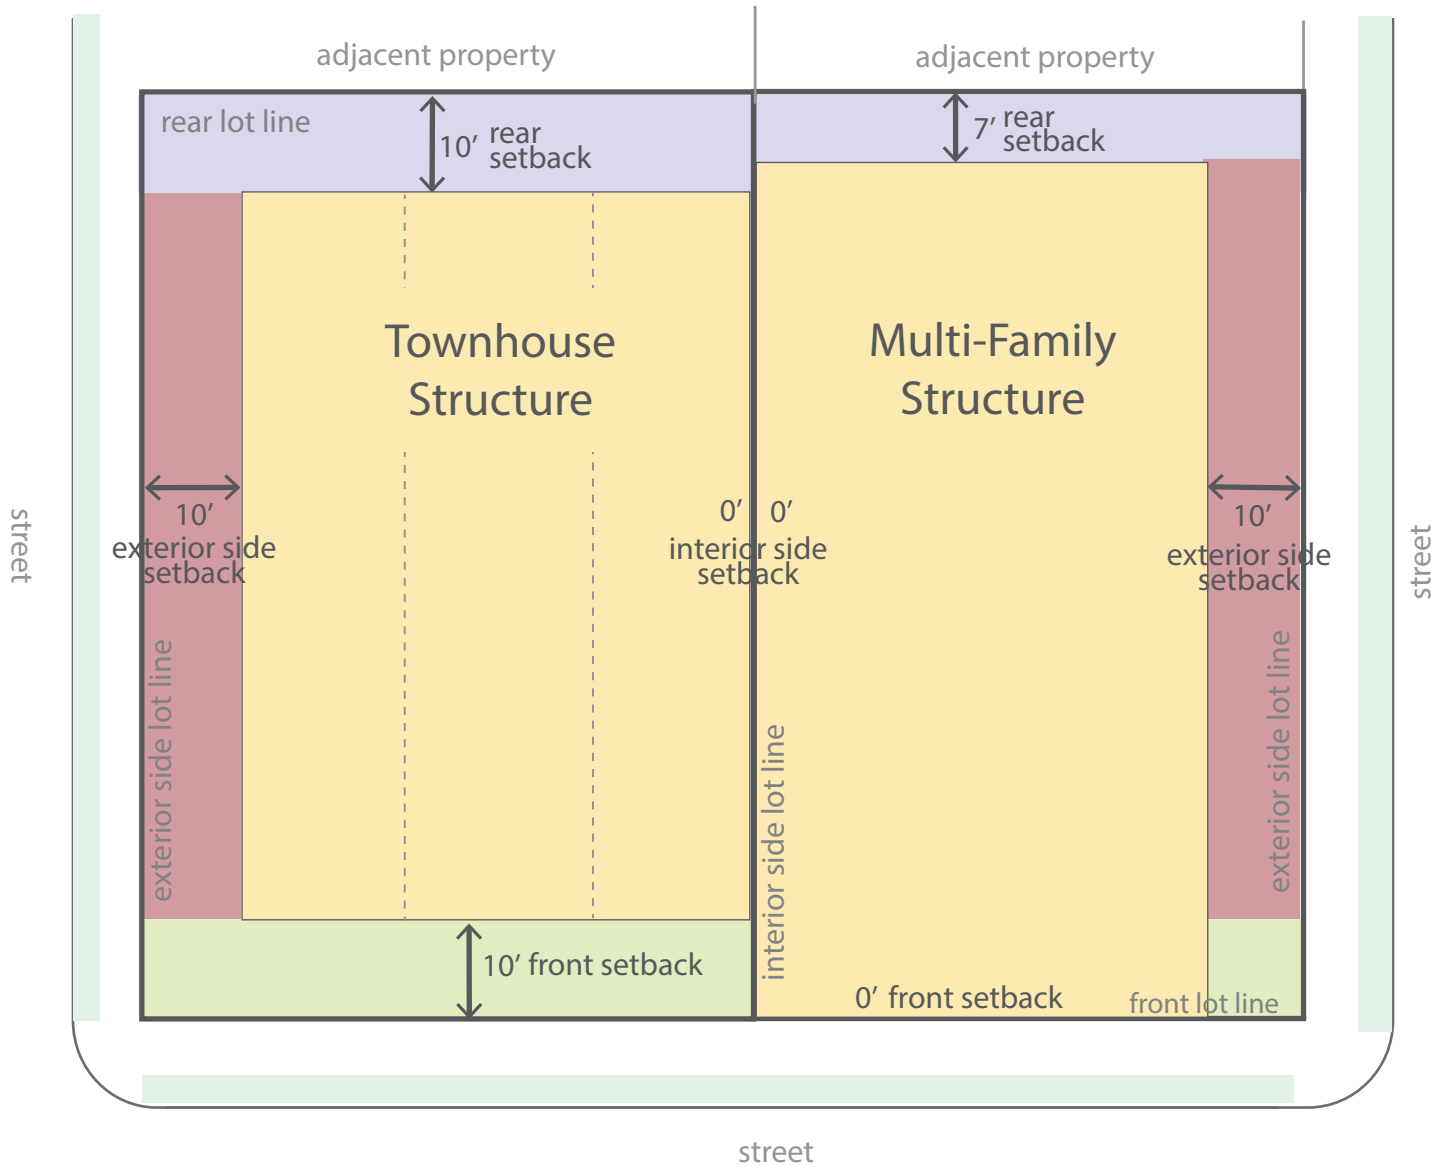 adjacent property
adjacent property
rear lot line
10’ rear
setback
7’ rear
setback
Townhouse
Structure
Multi-Family
Structure
street
10’
exterior side
setback
0’ 0’
interior side
setback
10’
exterior side
setback
street
exterior side lot line
interior side lot line
exterior side lot line
10’ front setback
0’ front setback
front lot line
street